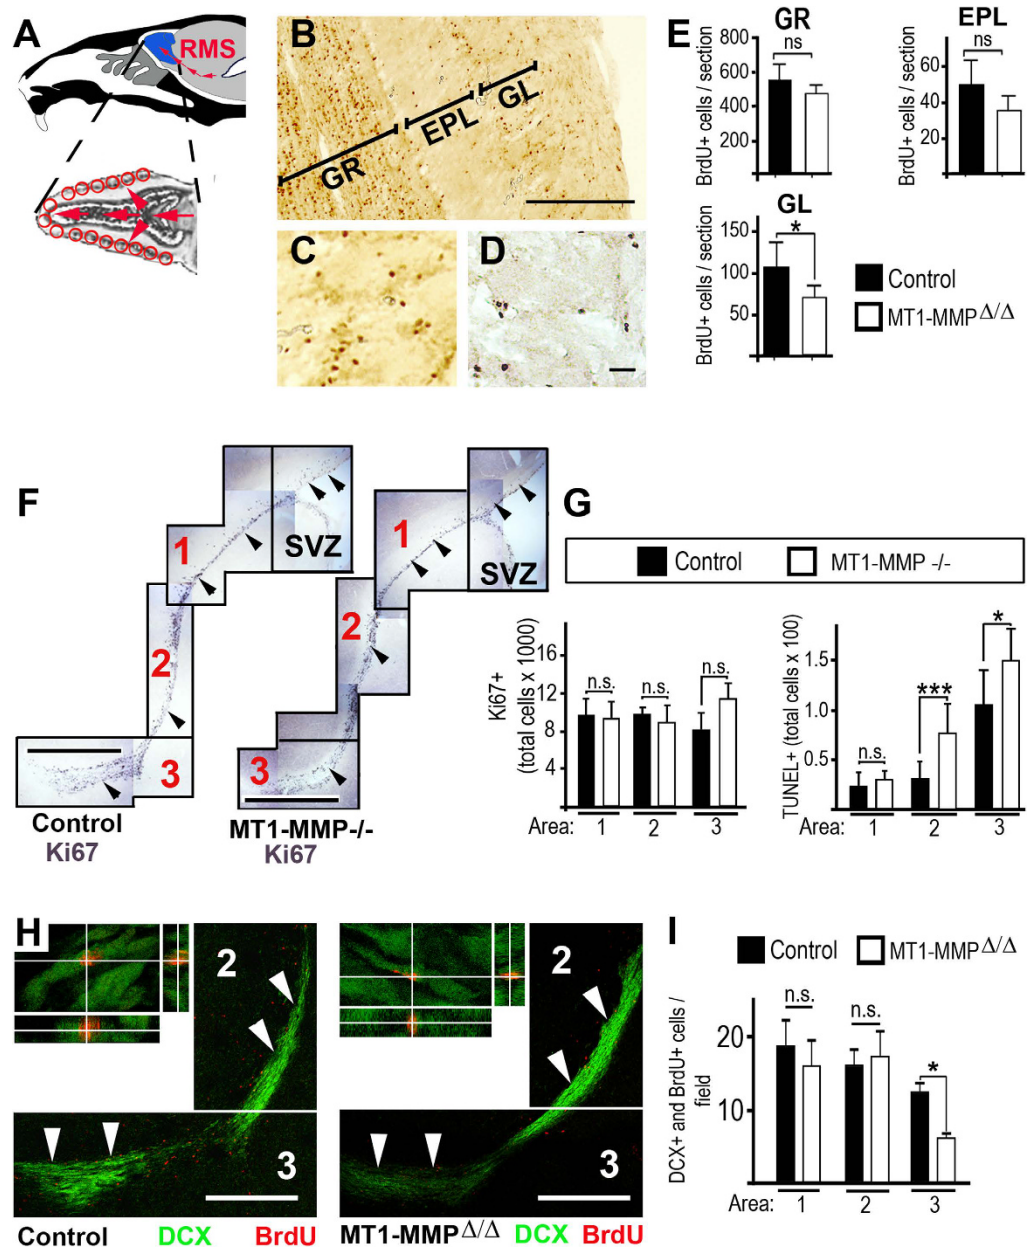 A
RMS
B
GR
EPL
GL
C
D
E
GR
800
600
400
200
BrdU+ cells / section
ns
EPL
60
40
20
BrdU+ cells / section
ns
GL
150
100
50
BrdU+ cells / section
*
Control
MT1-MMPΔ/Δ
F
1
SVZ
2
3
Control
Ki67
1
SVZ
2
3
MT1-MMP-/-
Ki67
G
Control
MT1-MMP -/-
Ki67+
(total cells x 1000)
16
12
8
4
n.s.
n.s.
n.s.
Area: 1 2 3
TUNEL+ (total cells x 100)
1.5
1.0
0.5
n.s.
***
*
Area: 1 2 3
H
2
3
Control DCX BrdU
2
3
MT1-MMPΔ/Δ DCX BrdU
I
Control
MT1-MMPΔ/Δ
DCX+ and BrdU+ cells /
field
20
10
n.s.
n.s.
*
Area: 1 2 3